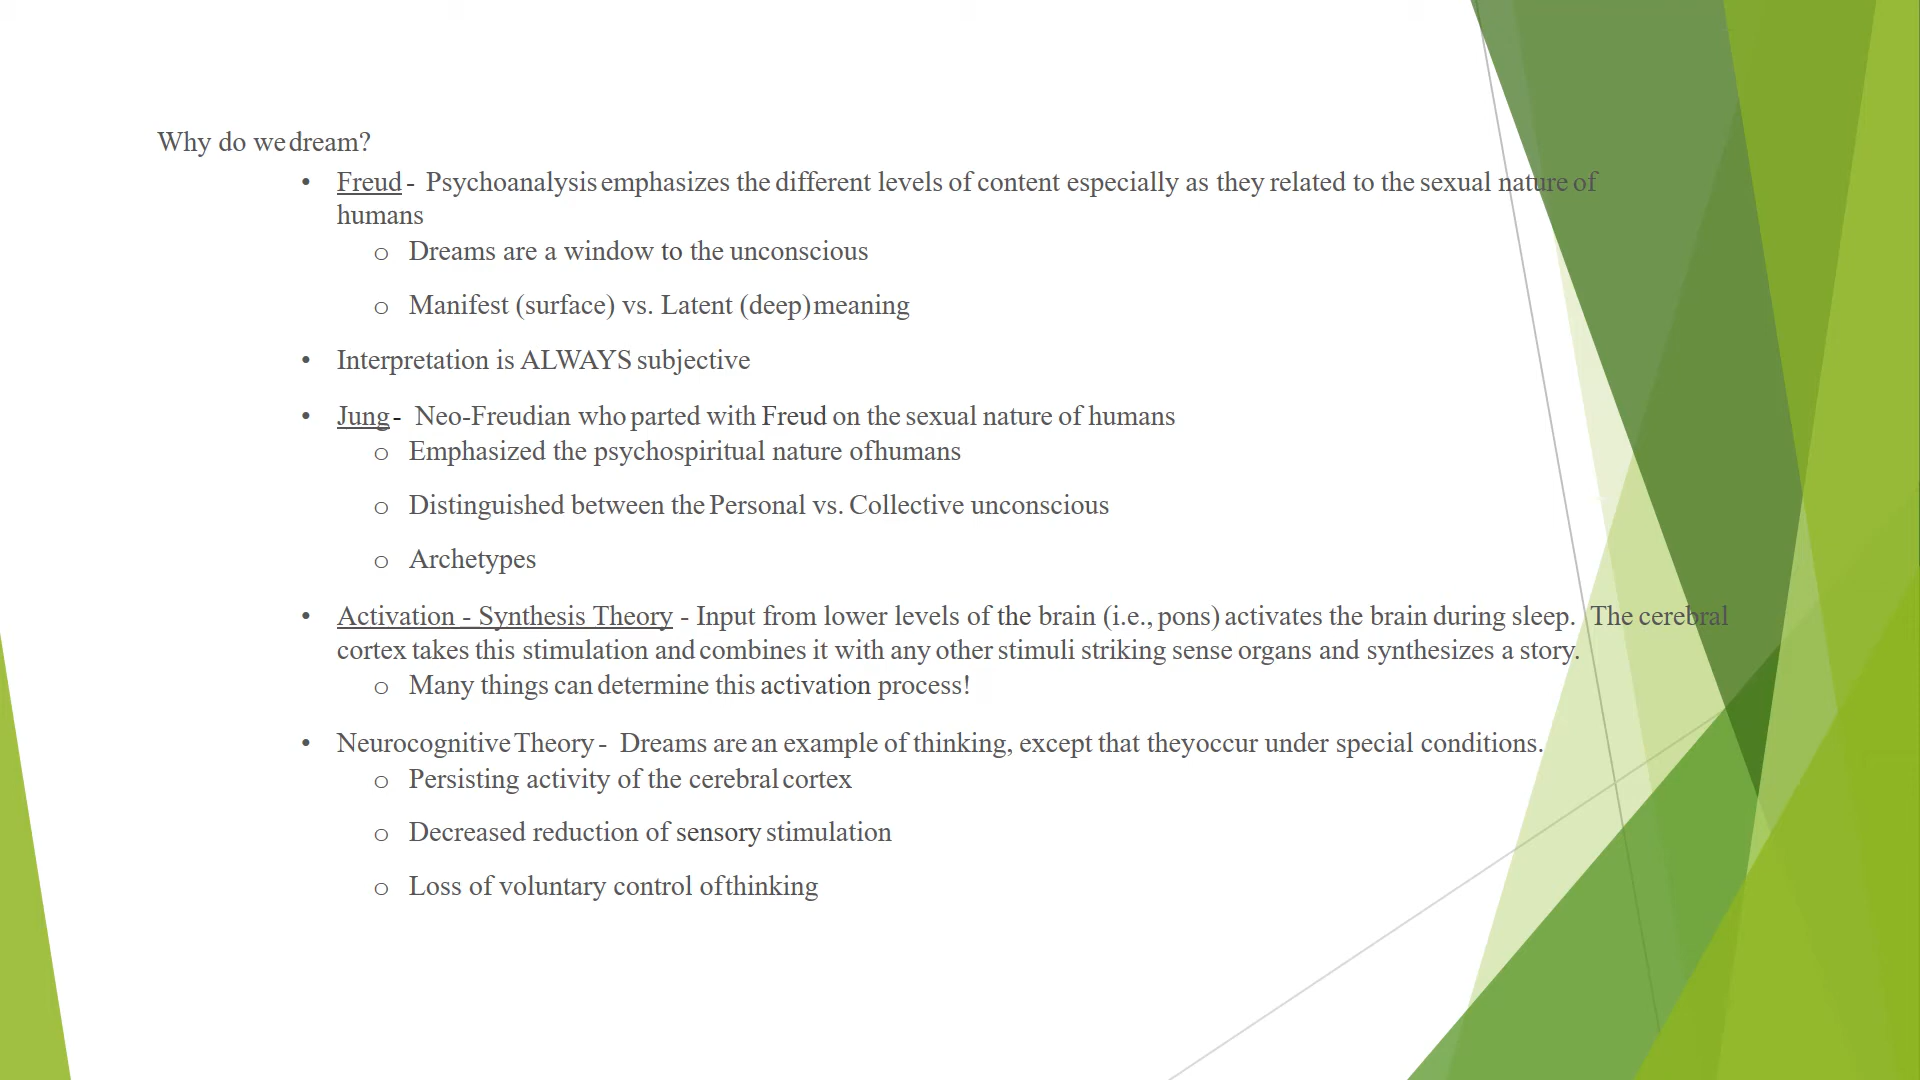 Why do we dream?
• Freud - Psychoanalysis emphasizes the different levels of content especially as they related to the sexual nature of
humans
o Dreams are a window to the unconscious
o Manifest (surface) vs. Latent (deep) meaning
• Interpretation is ALWAYS subjective
• Jung - Neo-Freudian who parted with Freud on the sexual nature of humans
o Emphasized the psychospiritual nature ofhumans
o Distinguished between the Personal vs. Collective unconscious
o Archetypes
• Activation - Synthesis Theory - Input from lower levels of the brain (i.e., pons) activates the brain during sleep. The cerebral
cortex takes this stimulation and combines it with any other stimuli striking sense organs and synthesizes a story.
o Many things can determine this activation process!
• Neurocognitive Theory - Dreams are an example of thinking, except that theyoccur under special conditions.
o Persisting activity of the cerebral cortex
o Decreased reduction of sensory stimulation
o Loss of voluntary control ofthinking